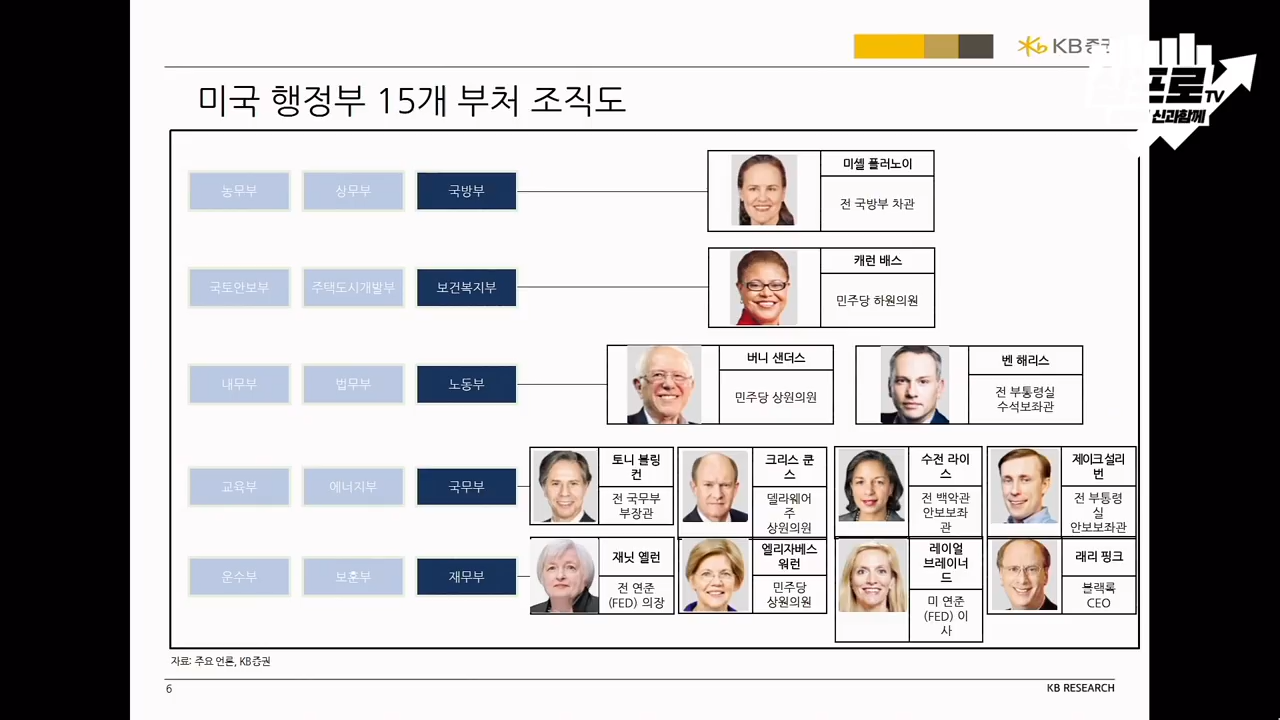 KB증권
프로TV
신과함께
미국 행정부 15개 부처 조직도
농무부
상무부
국방부
미셸 플러노이
전 국방부 차관
국토안보부
주택도시개발부
보건복지부
캐런 배스
민주당 하원의원
내무부
법무부
노동부
버니 샌더스
민주당 상원의원
벤 해리스
전 부통령실
수석보좌관
교육부
에너지부
국무부
토니 블링
컨
전 국무부
부장관
크리스 쿤
스
델라웨어
주
상원의원
수전 라이
스
전 백악관
안보보좌
관
제이크설리
번
전 부통령
실
안보보좌관
운수부
보훈부
재무부
재닛 옐런
전 연준
(FED) 의장
엘리자베스
워런
민주당
상원의원
레이얼
브레이너
드
미 연준
(FED) 이
사
래리 핑크
블랙록
CEO
자료: 주요 언론, KB증권
6
KB RESEARCH